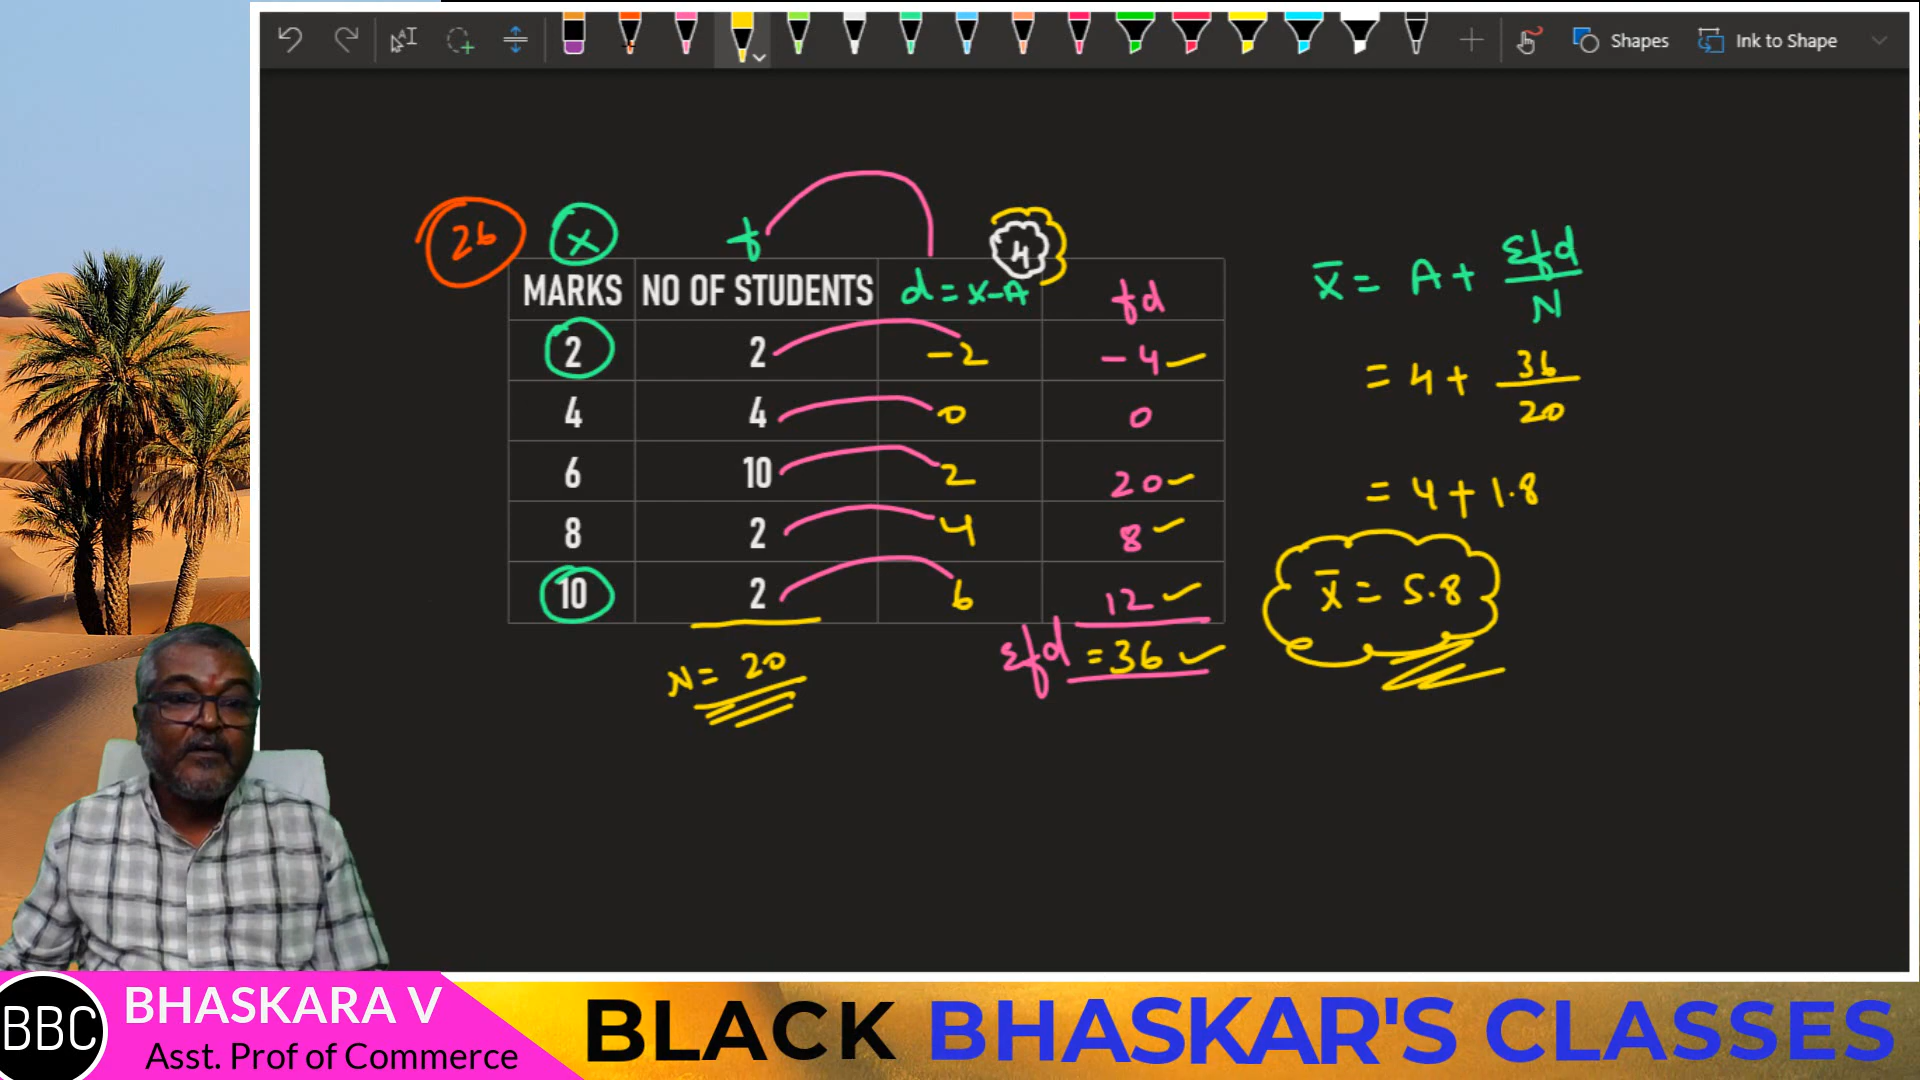 Shapes Ink to Shape
26 x f 4
MARKS NO OF STUDENTS d = x-A fd
2 2 -2 -4
4 4 0 0
6 10 2 20
8 2 4 8
10 2 6 12
N = 20 Σfd = 36
x̄ = A + Σfd/N
= 4 + 36/20
= 4 + 1.8
x̄ = 5.8
BBC BHASKARA V
Asst. Prof of Commerce
BLACK BHASKAR'S CLASSES